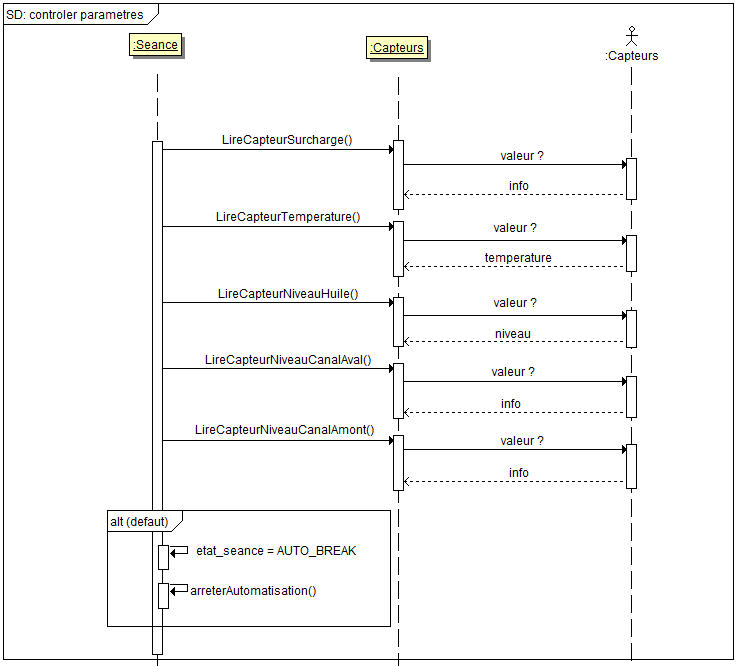 SD: controler parametres
:Seance
:Capteurs
:Capteurs
LireCapteurSurcharge()
valeur ?
info
LireCapteurTemperature()
valeur ?
temperature
LireCapteurNiveauHuile()
valeur ?
niveau
LireCapteurNiveauCanalAval()
valeur ?
info
LireCapteurNiveauCanalAmont()
valeur ?
info
alt (defaut)
etat_seance = AUTO_BREAK
arreterAutomatisation()